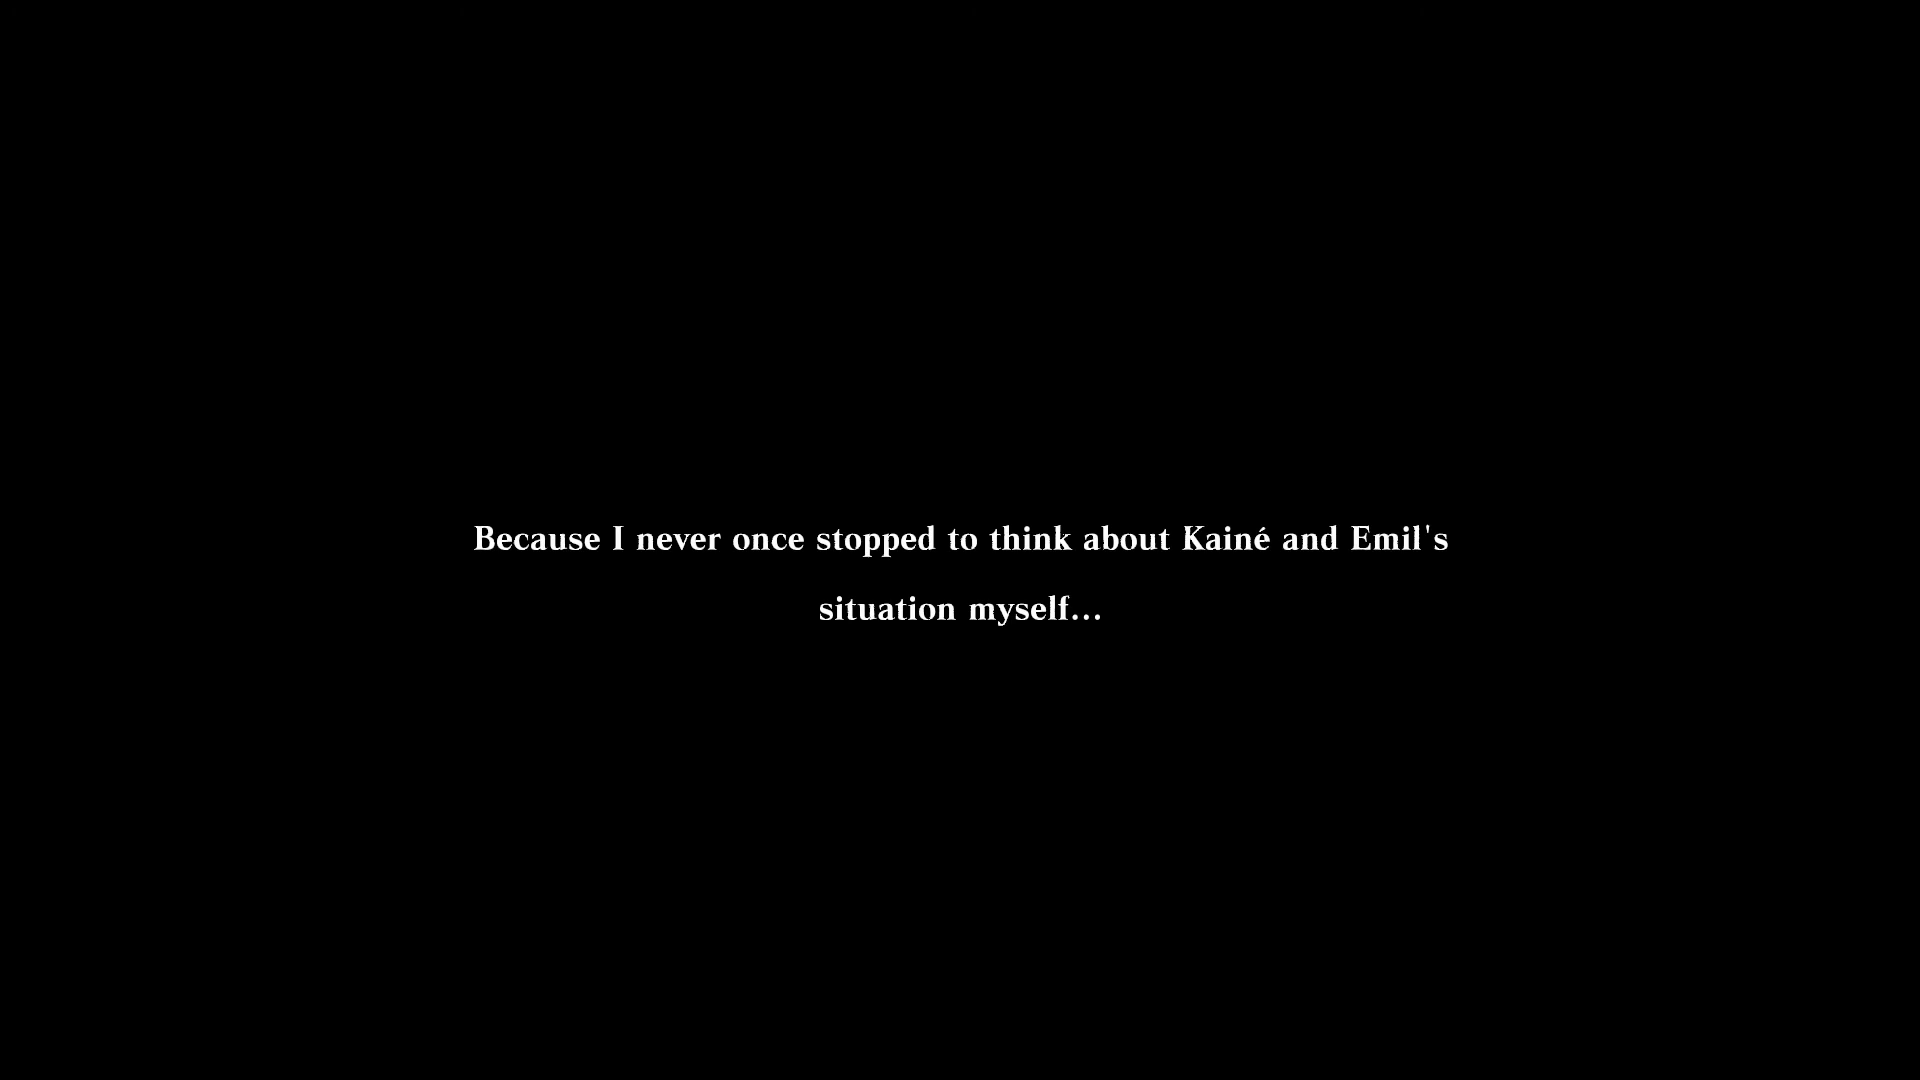 Because I never once stopped to think about Kainé and Emil's
situation myself...